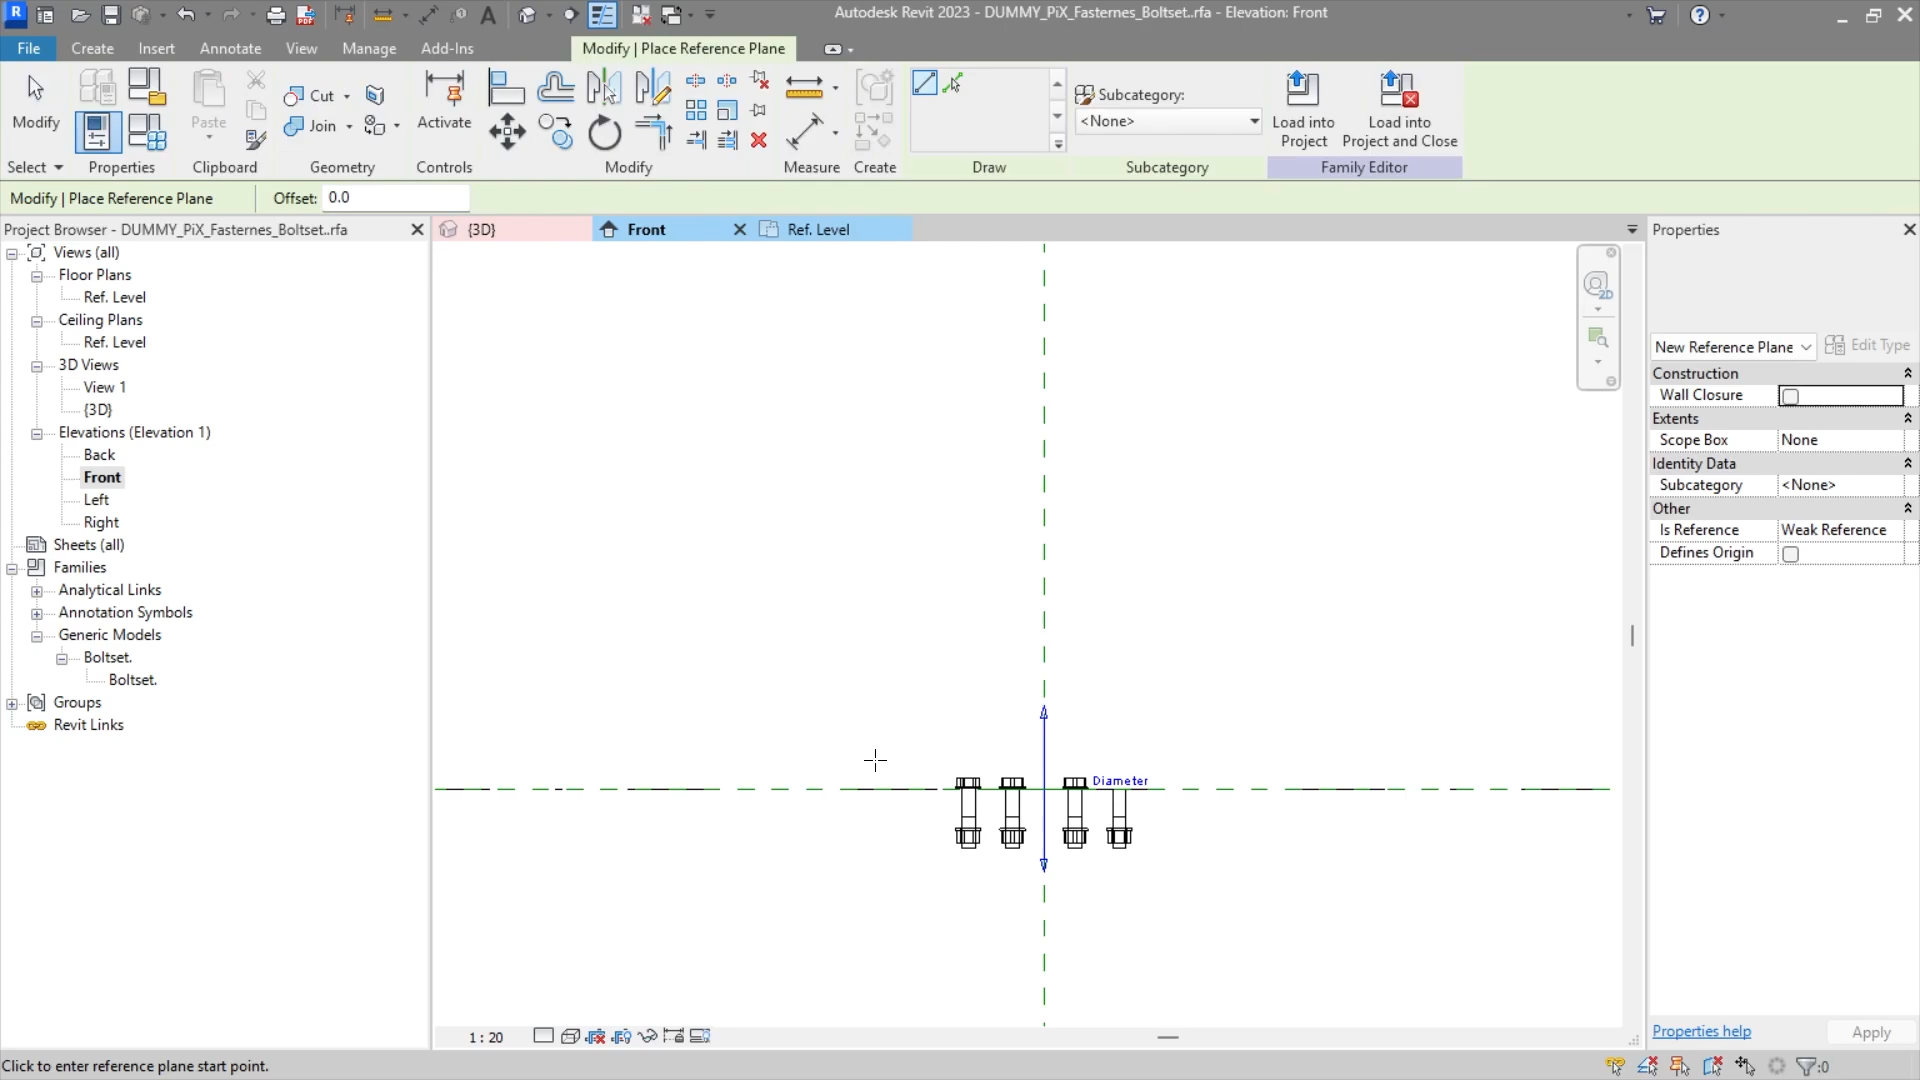 Autodesk Revit 2023 - DUMMY_PiX_Fasternes_Boltset..rfa - Elevation: Front
File
Create
Insert
Annotate
View
Manage
Add-Ins
Modify | Place Reference Plane
Modify
Paste
Cut
Join
Activate
Subcategory:
<None>
Load into
Project
Load into
Project and Close
Select
Properties
Clipboard
Geometry
Controls
Modify
Measure
Create
Draw
Subcategory
Family Editor
Modify | Place Reference Plane
Offset: 0.0
Project Browser - DUMMY_PiX_Fasternes_Boltset..rfa
Views (all)
Floor Plans
Ref. Level
Ceiling Plans
Ref. Level
3D Views
View 1
{3D}
Elevations (Elevation 1)
Back
Front
Left
Right
Sheets (all)
Families
Analytical Links
Annotation Symbols
Generic Models
Boltset.
Boltset.
Groups
Revit Links
{3D}
Front
Ref. Level
2D
Diameter
1 : 20
Properties
New Reference Plane
Edit Type
Construction
Wall Closure
Extents
Scope Box None
Identity Data
Subcategory <None>
Other
Is Reference Weak Reference
Defines Origin
Properties help
Apply
Click to enter reference plane start point.
:0